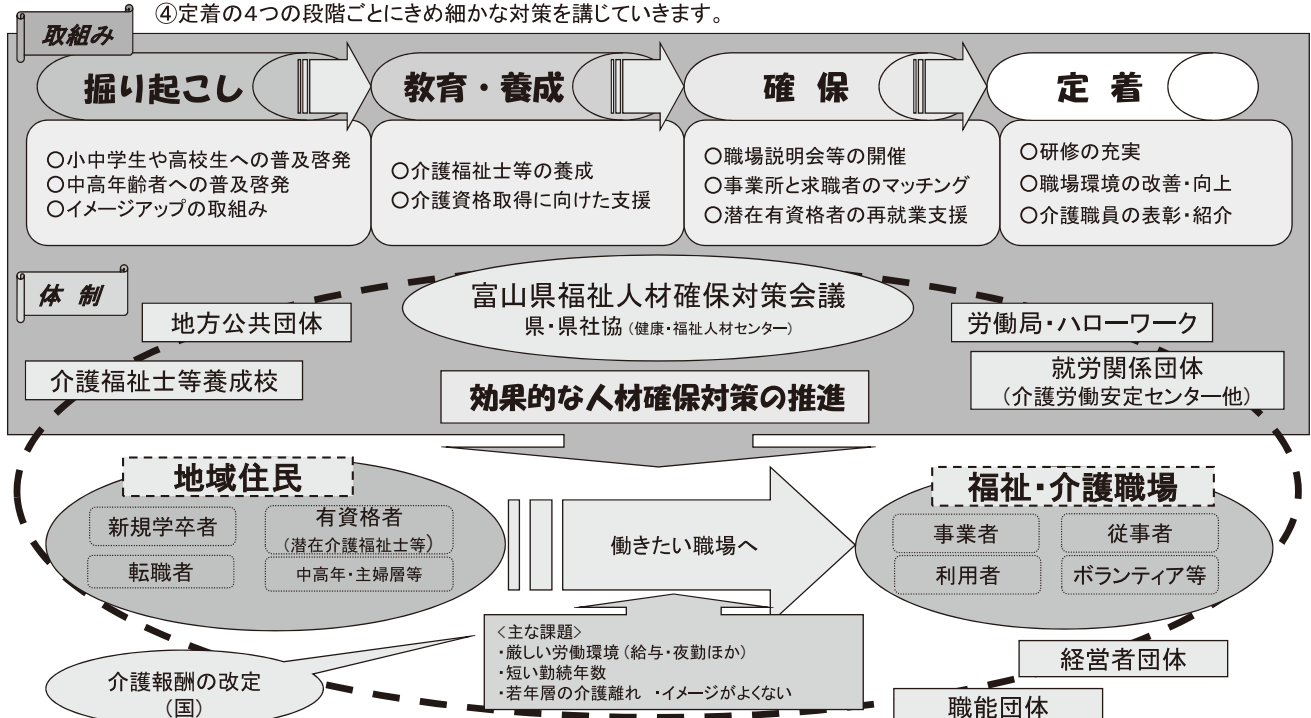 ④定着の4つの段階ごとにきめ細かな対策を講じていきます。
取組み
掘り起こし
教育・養成
確 保
定 着
○小中学生や高校生への普及啓発
○中高年齢者への普及啓発
○イメージアップの取組み
○介護福祉士等の養成
○介護資格取得に向けた支援
○職場説明会等の開催
○事業所と求職者のマッチング
○潜在有資格者の再就業支援
○研修の充実
○職場環境の改善・向上
○介護職員の表彰・紹介
体 制
富山県福祉人材確保対策会議
県・県社協（健康・福祉人材センター）
地方公共団体
介護福祉士等養成校
労働局・ハローワーク
就労関係団体
（介護労働安定センター他）
効果的な人材確保対策の推進
地域住民
新規学卒者
有資格者
（潜在介護福祉士等）
転職者
中高年・主婦層等
働きたい職場へ
福祉・介護職場
事業者
従事者
利用者
ボランティア等
＜主な課題＞
・厳しい労働環境（給与・夜勤ほか）
・短い勤続年数
・若年層の介護離れ ・イメージがよくない
介護報酬の改定
（国）
経営者団体
職能団体